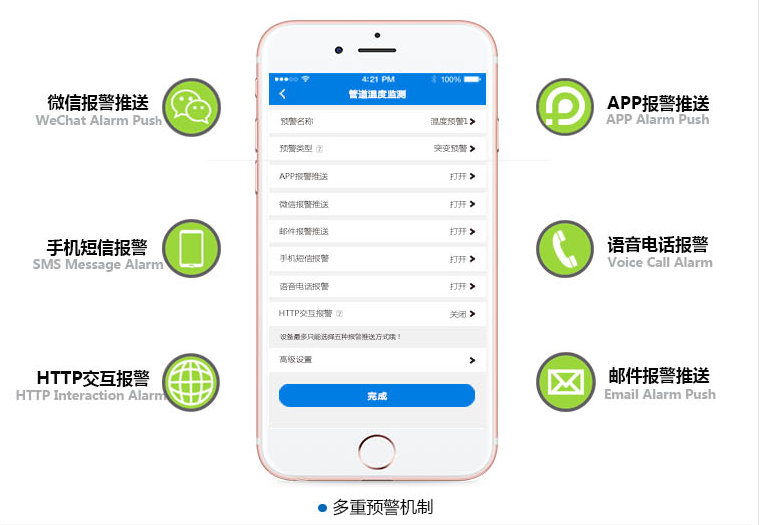 微信报警推送
WeChat Alarm Push
手机短信报警
SMS Message Alarm
HTTP交互报警
HTTP Interaction Alarm
4:21 PM 100%
管道温度监测
预警名称 温度预警1
预警类型 ? 突变预警
APP报警推送 打开
微信报警推送 打开
邮件报警推送 打开
手机短信报警 打开
语音电话报警 打开
HTTP交互报警 ? 关闭
设备最多只能选择五种报警推送方式哦！
高级设置
完成
APP报警推送
APP Alarm Push
语音电话报警
Voice Call Alarm
邮件报警推送
Email Alarm Push
多重预警机制